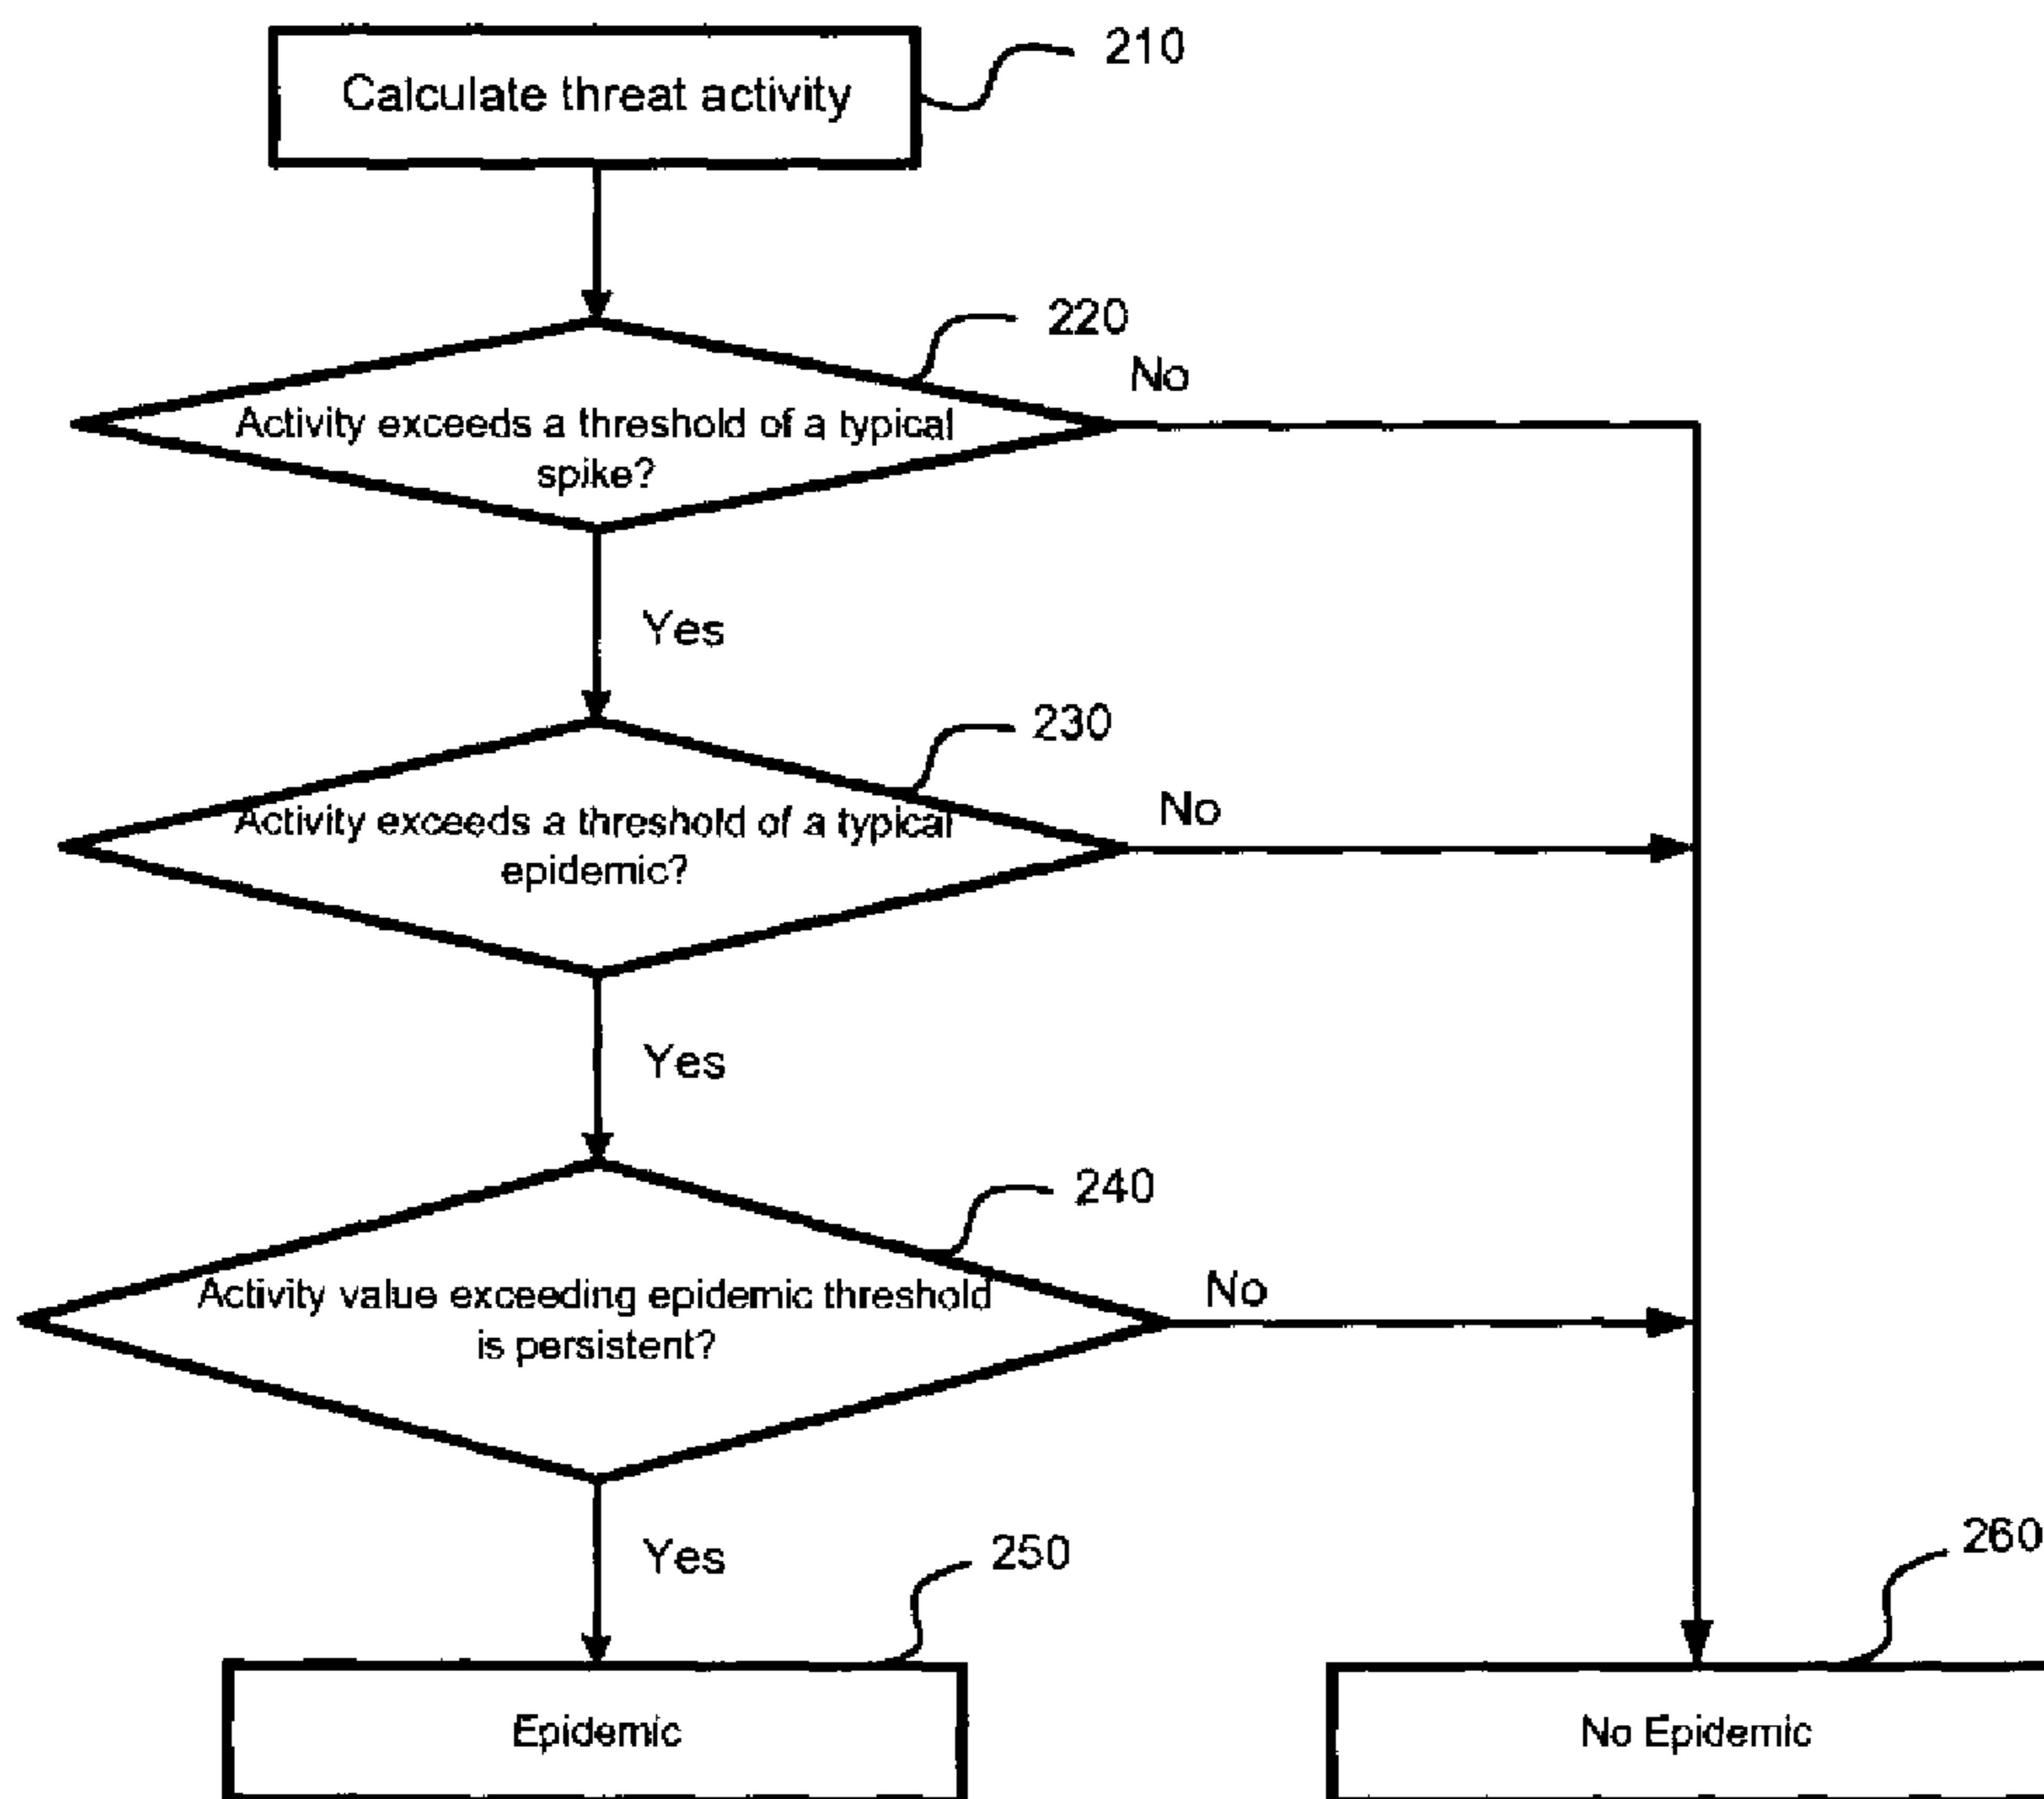 210
Calculate threat activity
220
No
Activity exceeds a threshold of a typical
spike?
Yes
230
No
Activity exceeds a threshold of a typical
epidemic?
Yes
240
No
Activity value exceeding epidemic threshold
is persistent?
Yes
250
260
Epidemic
No Epidemic